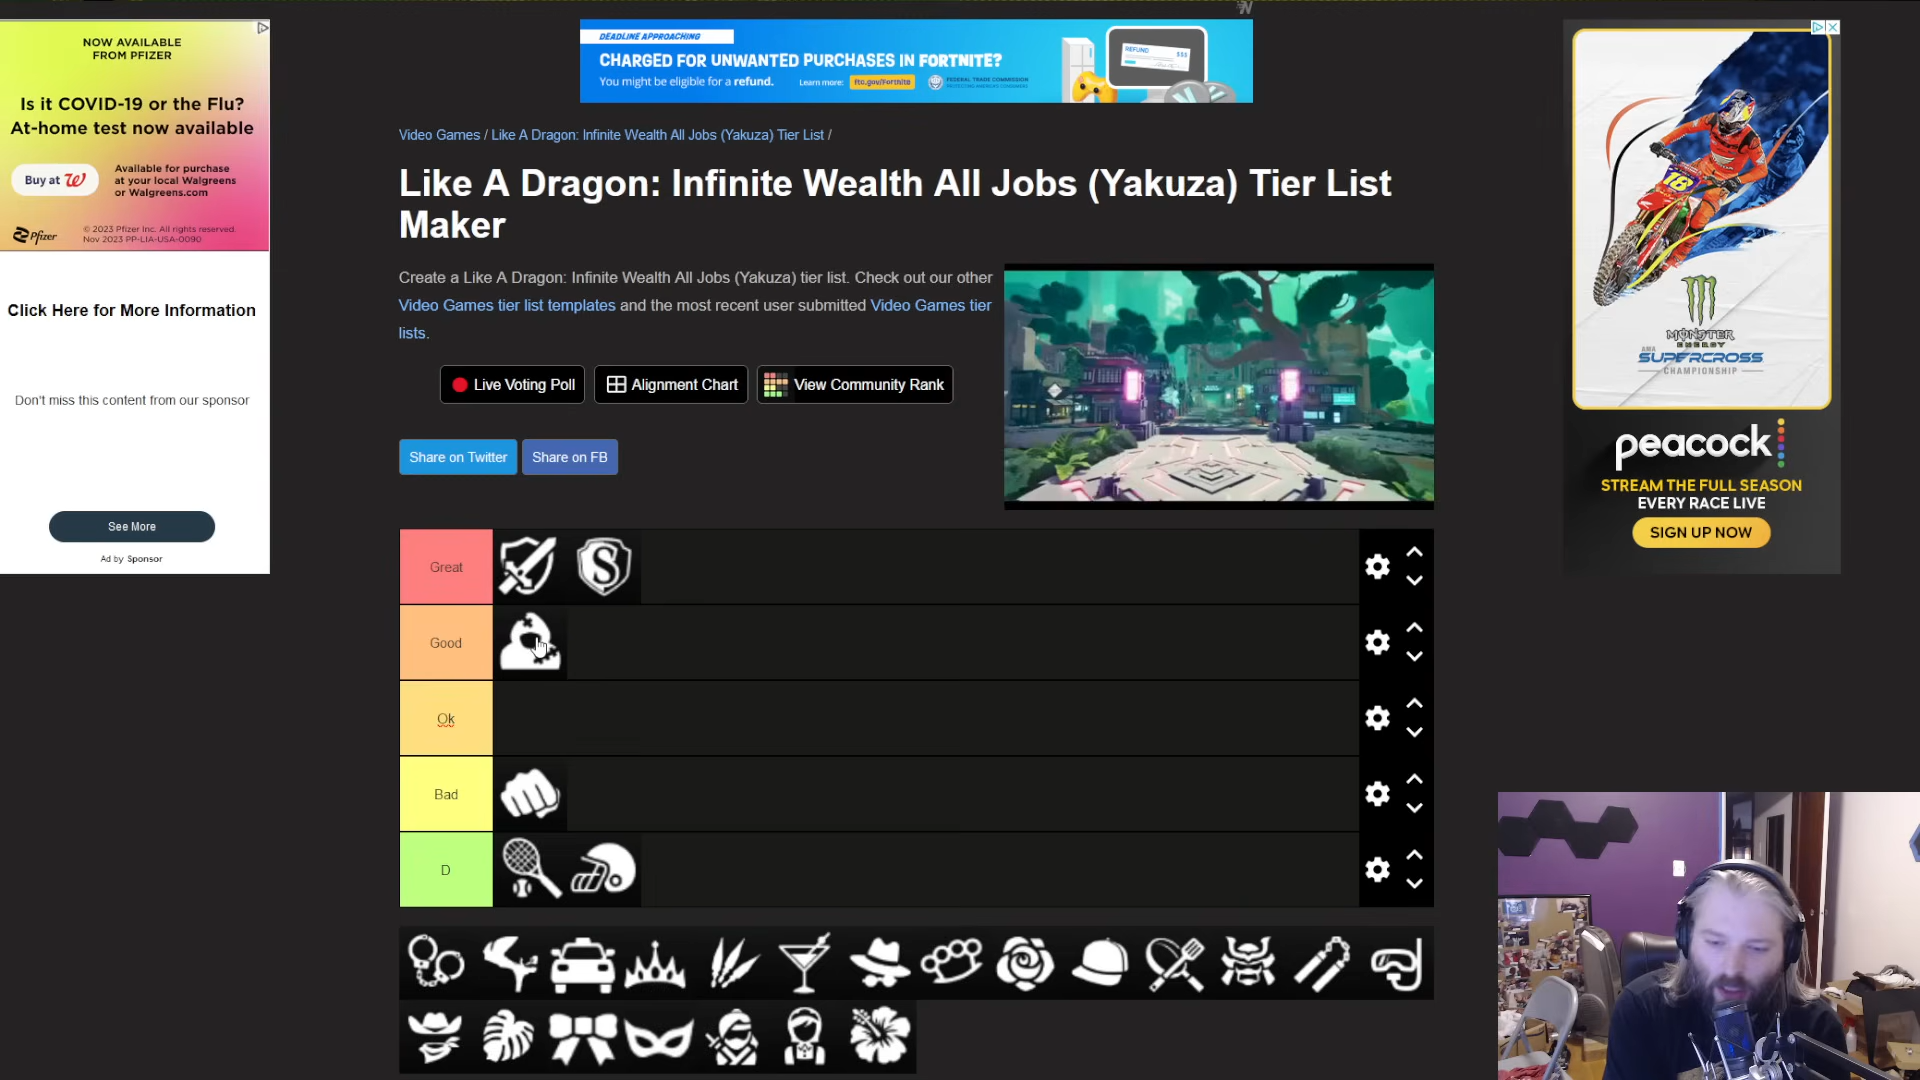 NOW AVAILABLE
FROM PFIZER
Is it COVID-19 or the Flu?
At-home test now available
Buy at
Available for purchase
at your local Walgreens
or Walgreens.com
Pfizer
© 2023 Pfizer Inc. All rights reserved.
Nov 2023 PP-LIA-USA-0090
Click Here for More Information
Don't miss this content from our sponsor
See More
Ad by Sponsor
DEADLINE APPROACHING
CHARGED FOR UNWANTED PURCHASES IN FORTNITE?
You might be eligible for a refund.
Learn more: ftc.gov/Fortnite
FEDERAL TRADE COMMISSION
REFUND
$$$
Video Games / Like A Dragon: Infinite Wealth All Jobs (Yakuza) Tier List /
Like A Dragon: Infinite Wealth All Jobs (Yakuza) Tier List
Maker
Create a Like A Dragon: Infinite Wealth All Jobs (Yakuza) tier list. Check out our other
Video Games tier list templates and the most recent user submitted Video Games tier
lists.
Live Voting Poll
Alignment Chart
View Community Rank
Share on Twitter
Share on FB
Great
S
Good
Ok
Bad
D
18
MONSTER
ENERGY
AMA
SUPERCROSS
CHAMPIONSHIP
peacock
STREAM THE FULL SEASON
EVERY RACE LIVE
SIGN UP NOW